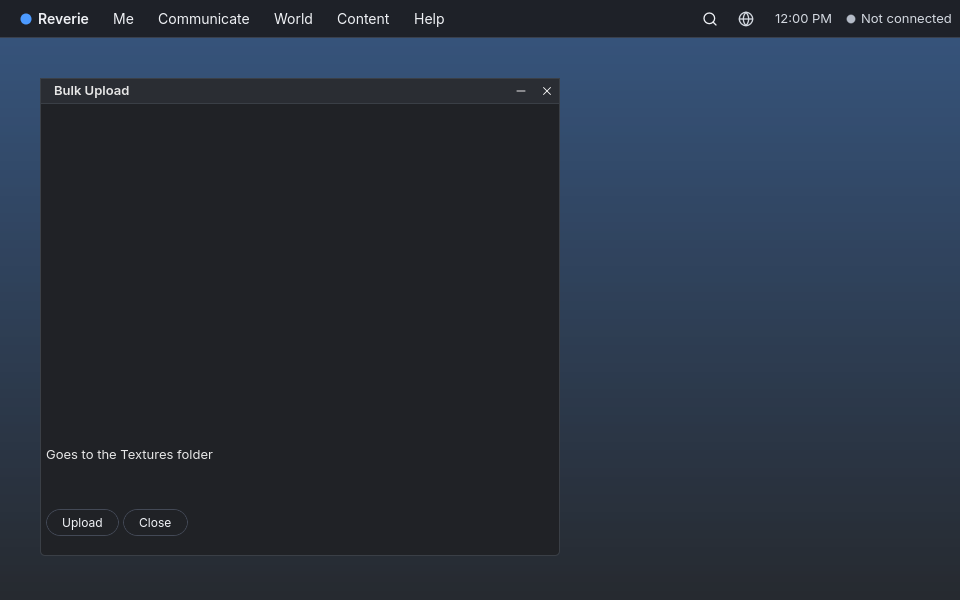 Reverie Me Communicate World Content Help 12:00 PM Not connected
Bulk Upload
Goes to the Textures folder
Upload Close